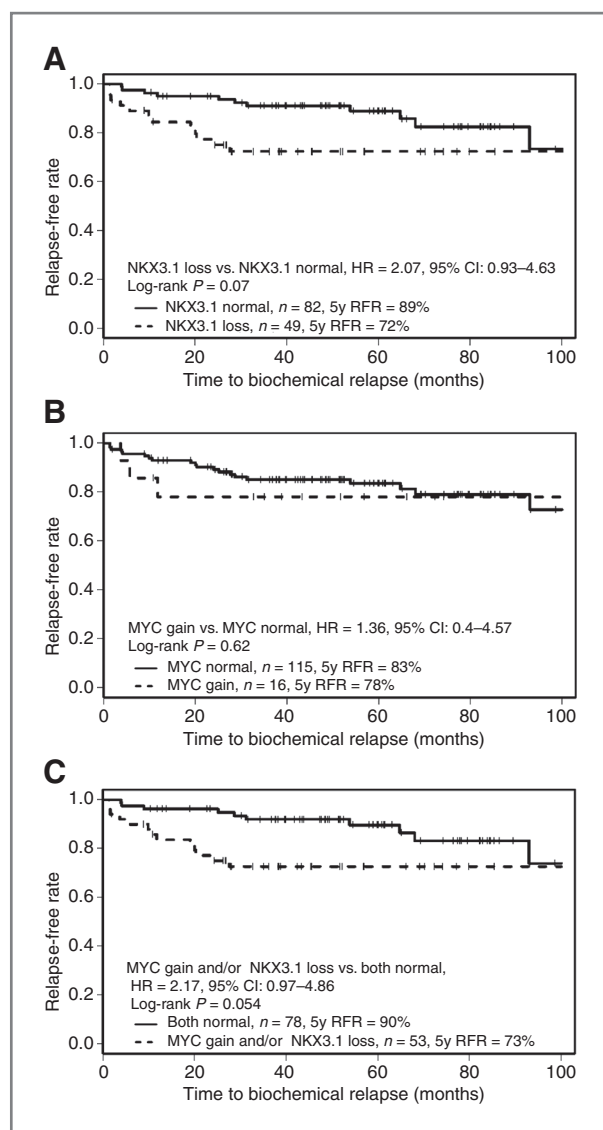 A
Relapse-free rate
1.0
0.8
0.6
0.4
0.2
0.0
NKX3.1 loss vs. NKX3.1 normal, HR = 2.07, 95% CI: 0.93–4.63
Log-rank P = 0.07
NKX3.1 normal, n = 82, 5y RFR = 89%
NKX3.1 loss, n = 49, 5y RFR = 72%
0 20 40 60 80 100
Time to biochemical relapse (months)
B
Relapse-free rate
1.0
0.8
0.6
0.4
0.2
0.0
MYC gain vs. MYC normal, HR = 1.36, 95% CI: 0.4–4.57
Log-rank P = 0.62
MYC normal, n = 115, 5y RFR = 83%
MYC gain, n = 16, 5y RFR = 78%
0 20 40 60 80 100
Time to biochemical relapse (months)
C
Relapse-free rate
1.0
0.8
0.6
0.4
0.2
0.0
MYC gain and/or NKX3.1 loss vs. both normal,
HR = 2.17, 95% CI: 0.97–4.86
Log-rank P = 0.054
Both normal, n = 78, 5y RFR = 90%
MYC gain and/or NKX3.1 loss, n = 53, 5y RFR = 73%
0 20 40 60 80 100
Time to biochemical relapse (months)